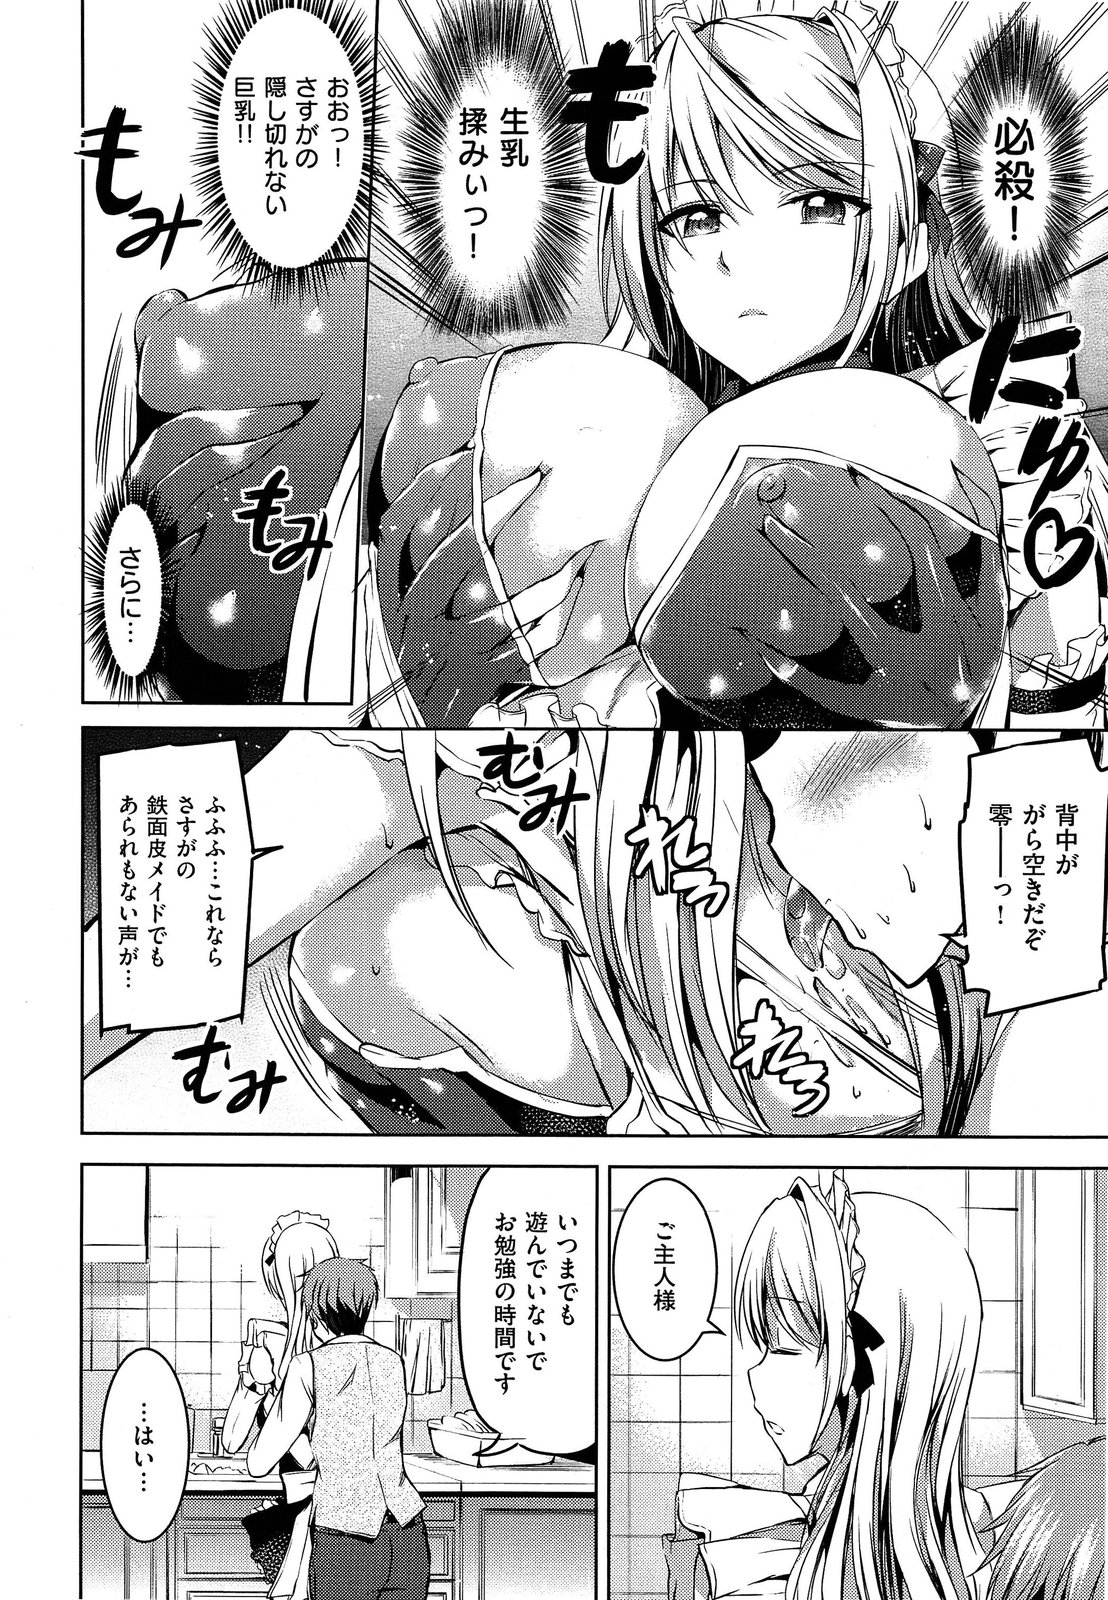 必殺！
生乳
揉みぃっ！
もみ
にゅ
おおっ！
さすがの
隠し切れない
巨乳!!
もみ
もみ
さらに…
背中が
がら空きだぞ
零――っ！
れろ
れろ
むみ
むみ
ふふふ…これなら
さすがの
鉄面皮メイドでも
あられもない声が…
ご主人様
いつまでも
遊んでいないで
お勉強の時間です
…はい…